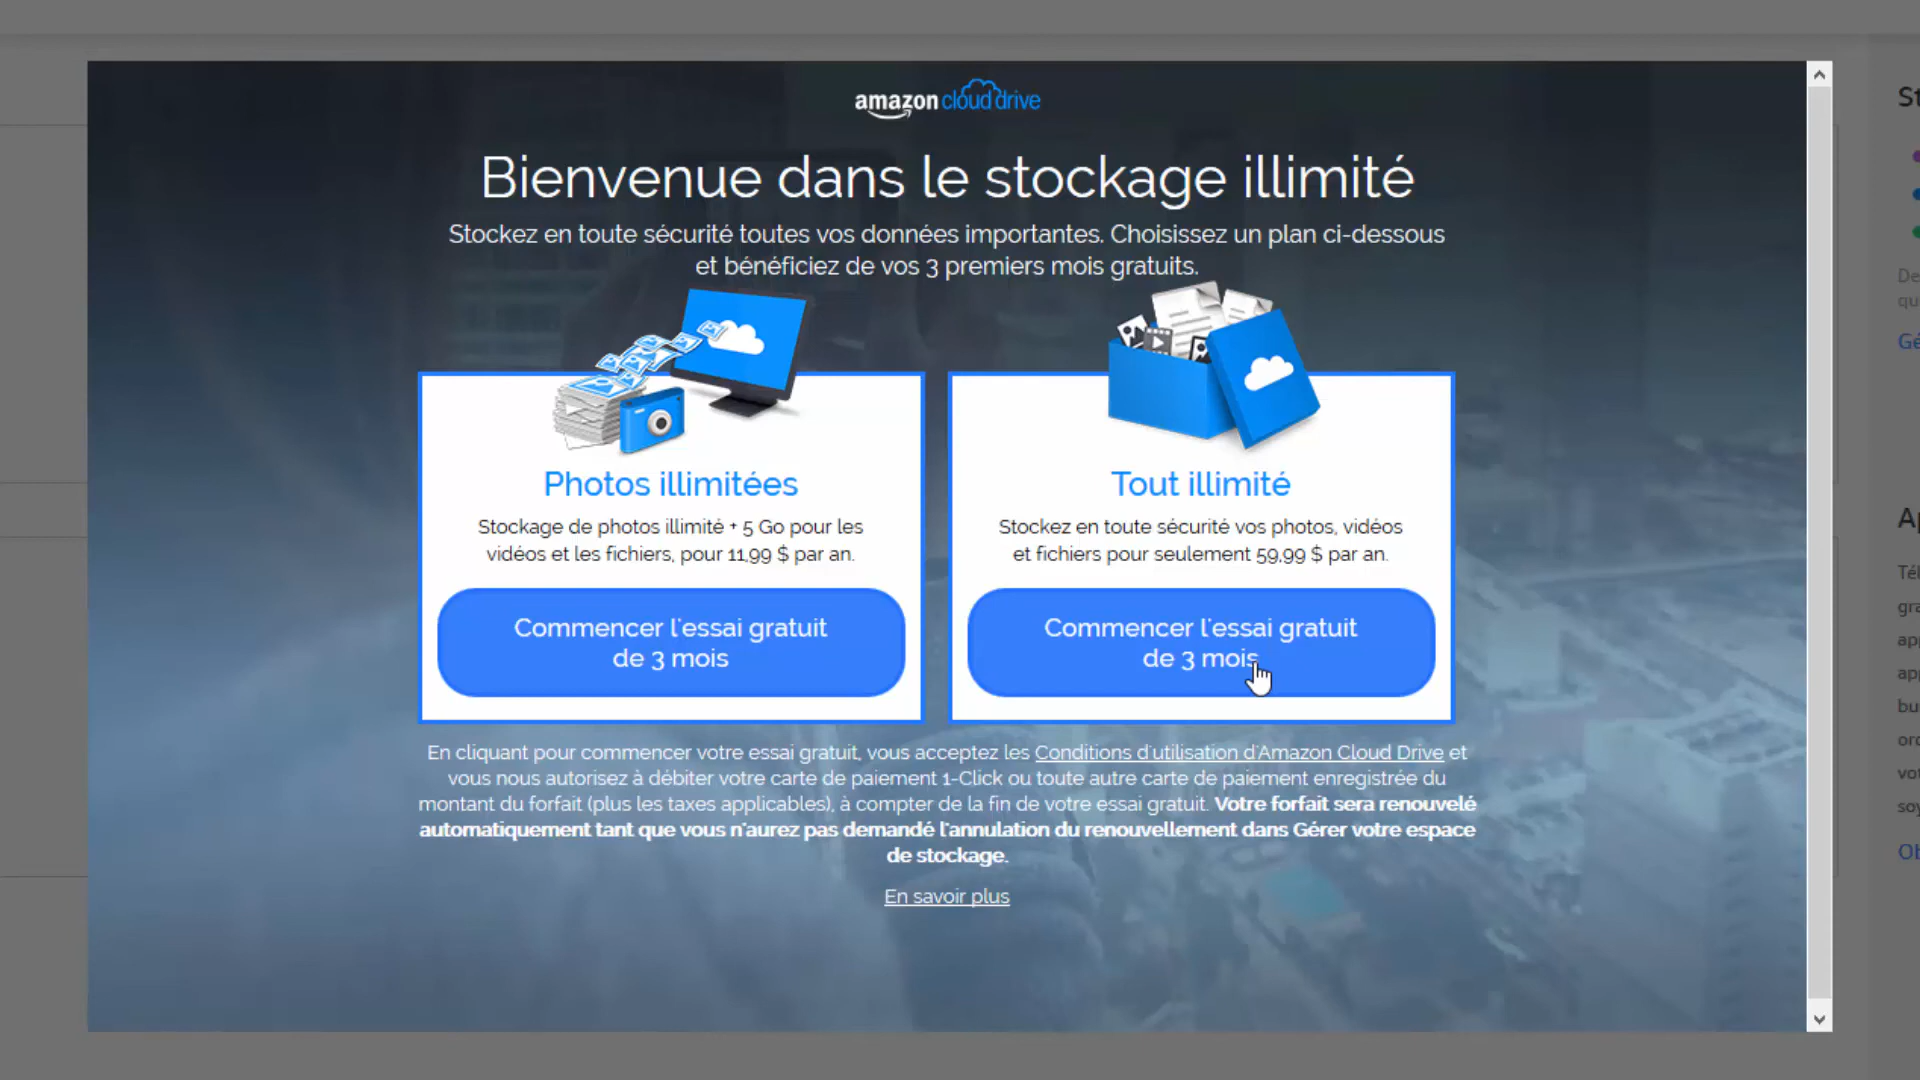 amazon cloud drive
Bienvenue dans le stockage illimité
Stockez en toute sécurité toutes vos données importantes. Choisissez un plan ci-dessous
et bénéficiez de vos 3 premiers mois gratuits.
Photos illimitées
Stockage de photos illimité + 5 Go pour les
vidéos et les fichiers, pour 11,99 $ par an.
Commencer l'essai gratuit
de 3 mois
Tout illimité
Stockez en toute sécurité vos photos, vidéos
et fichiers pour seulement 59,99 $ par an.
Commencer l'essai gratuit
de 3 mois
En cliquant pour commencer votre essai gratuit, vous acceptez les Conditions d'utilisation d'Amazon Cloud Drive et
vous nous autorisez à débiter votre carte de paiement 1-Click ou toute autre carte de paiement enregistrée du
montant du forfait (plus les taxes applicables), à compter de la fin de votre essai gratuit. Votre forfait sera renouvelé
automatiquement tant que vous n'aurez pas demandé l'annulation du renouvellement dans Gérer votre espace
de stockage.
En savoir plus